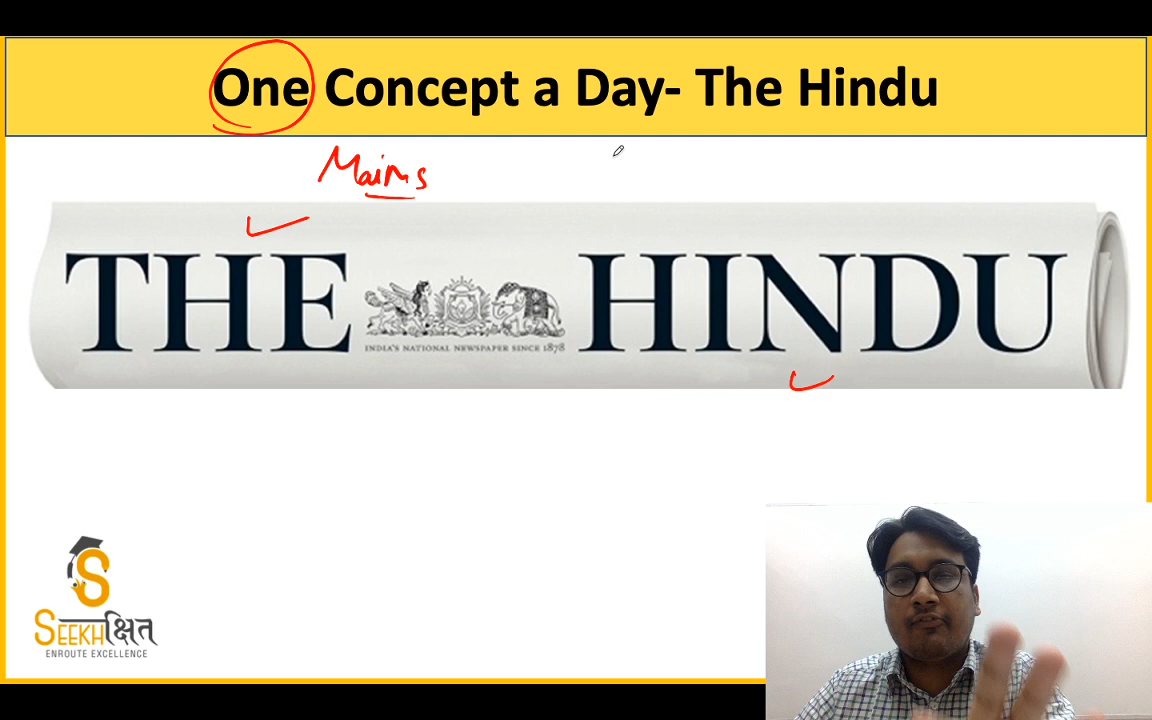 One Concept a Day- The Hindu
Mains
THE HINDU
INDIA'S NATIONAL NEWSPAPER SINCE 1878
SEEKHक्षित
ENROUTE EXCELLENCE